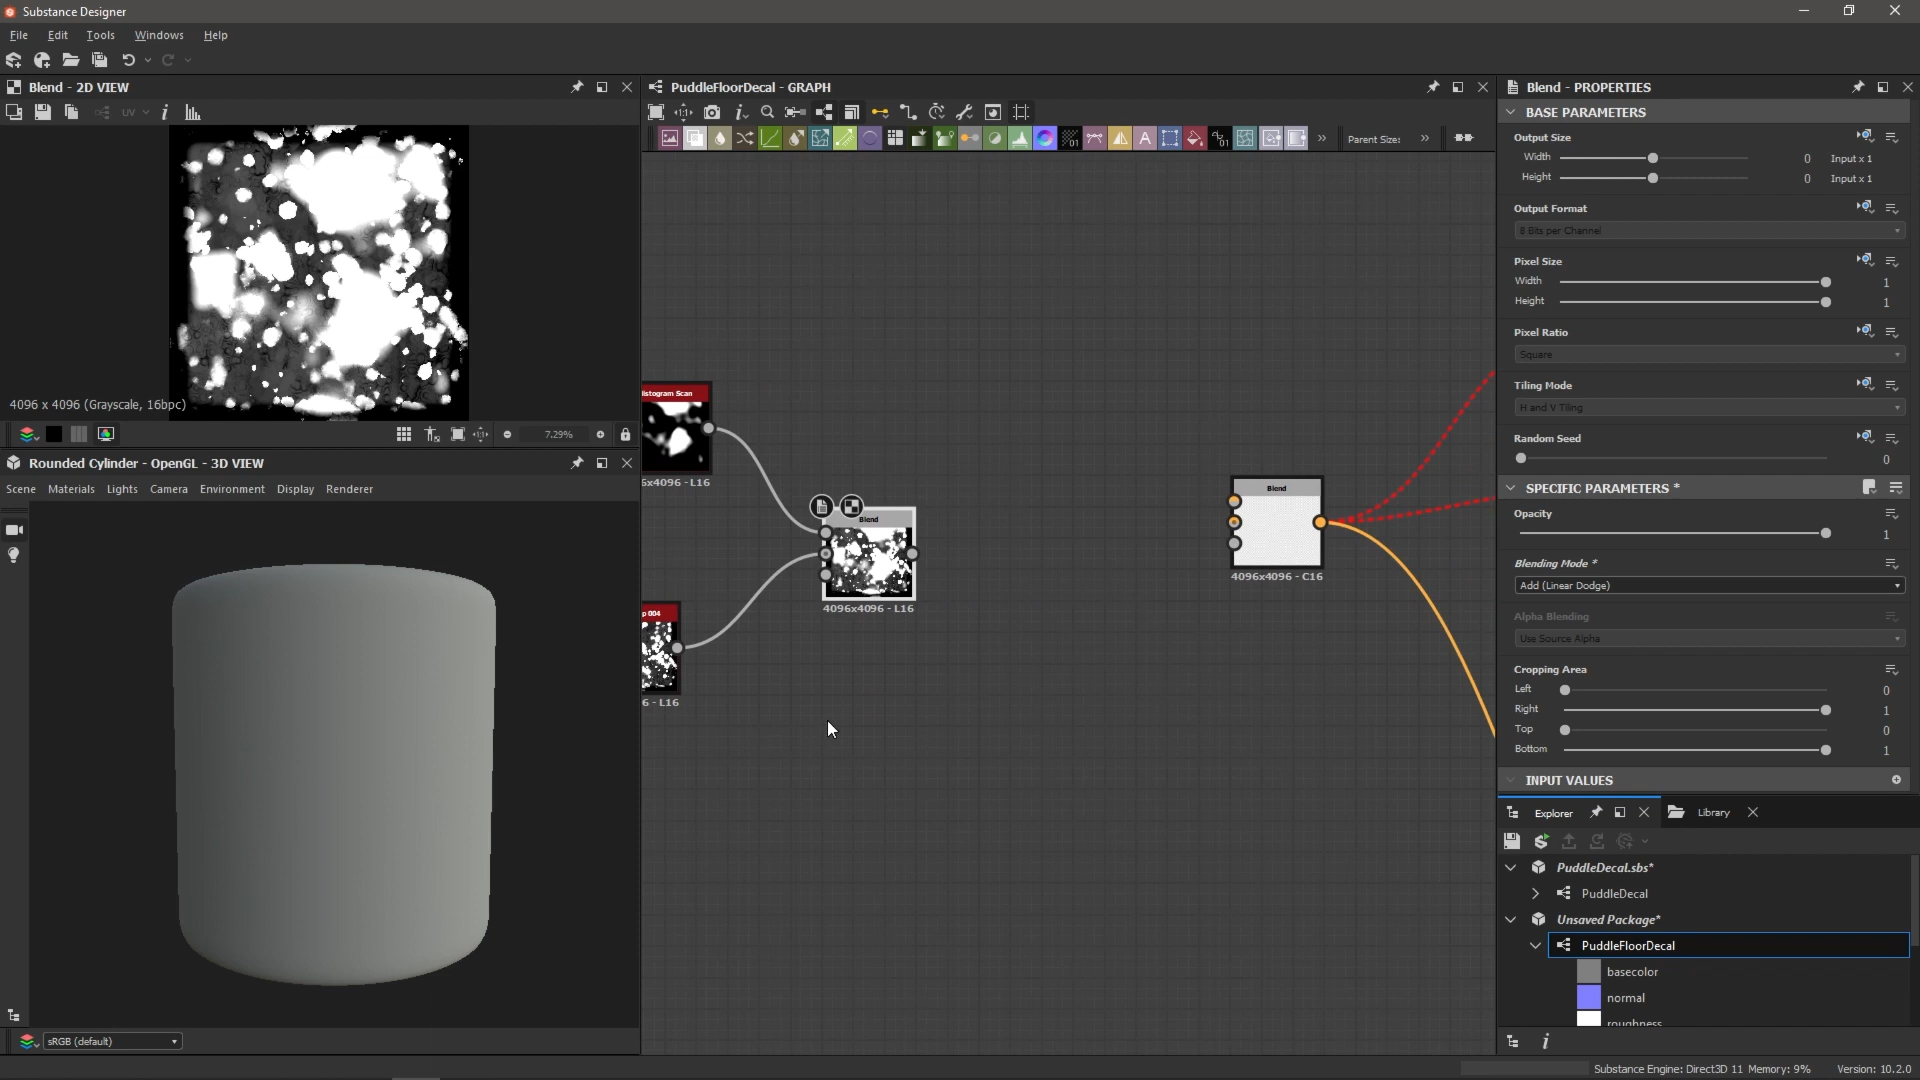 Substance Designer
File Edit Tools Windows Help
Blend - 2D VIEW
UV
4096 x 4096 (Grayscale, 16bpc)
7.29%
Rounded Cylinder - OpenGL - 3D VIEW
Scene Materials Lights Camera Environment Display Renderer
sRGB (default)
PuddleFloorDecal - GRAPH
Parent Size:
istogram Scan
6x4096 - L16
Blend
4096x4096 - L16
p 004
6 - L16
Blend
4096x4096 - C16
Blend - PROPERTIES
BASE PARAMETERS
Output Size
Width 0 Input x 1
Height 0 Input x 1
Output Format
8 Bits per Channel
Pixel Size
Width 1
Height 1
Pixel Ratio
Square
Tiling Mode
H and V Tiling
Random Seed
0
SPECIFIC PARAMETERS *
Opacity
1
Blending Mode *
Add (Linear Dodge)
Alpha Blending
Use Source Alpha
Cropping Area
Left 0
Right 1
Top 0
Bottom 1
INPUT VALUES
Explorer Library
PuddleDecal.sbs*
PuddleDecal
Unsaved Package*
PuddleFloorDecal
basecolor
normal
roughness
Substance Engine: Direct3D 11 Memory: 9% Version: 10.2.0